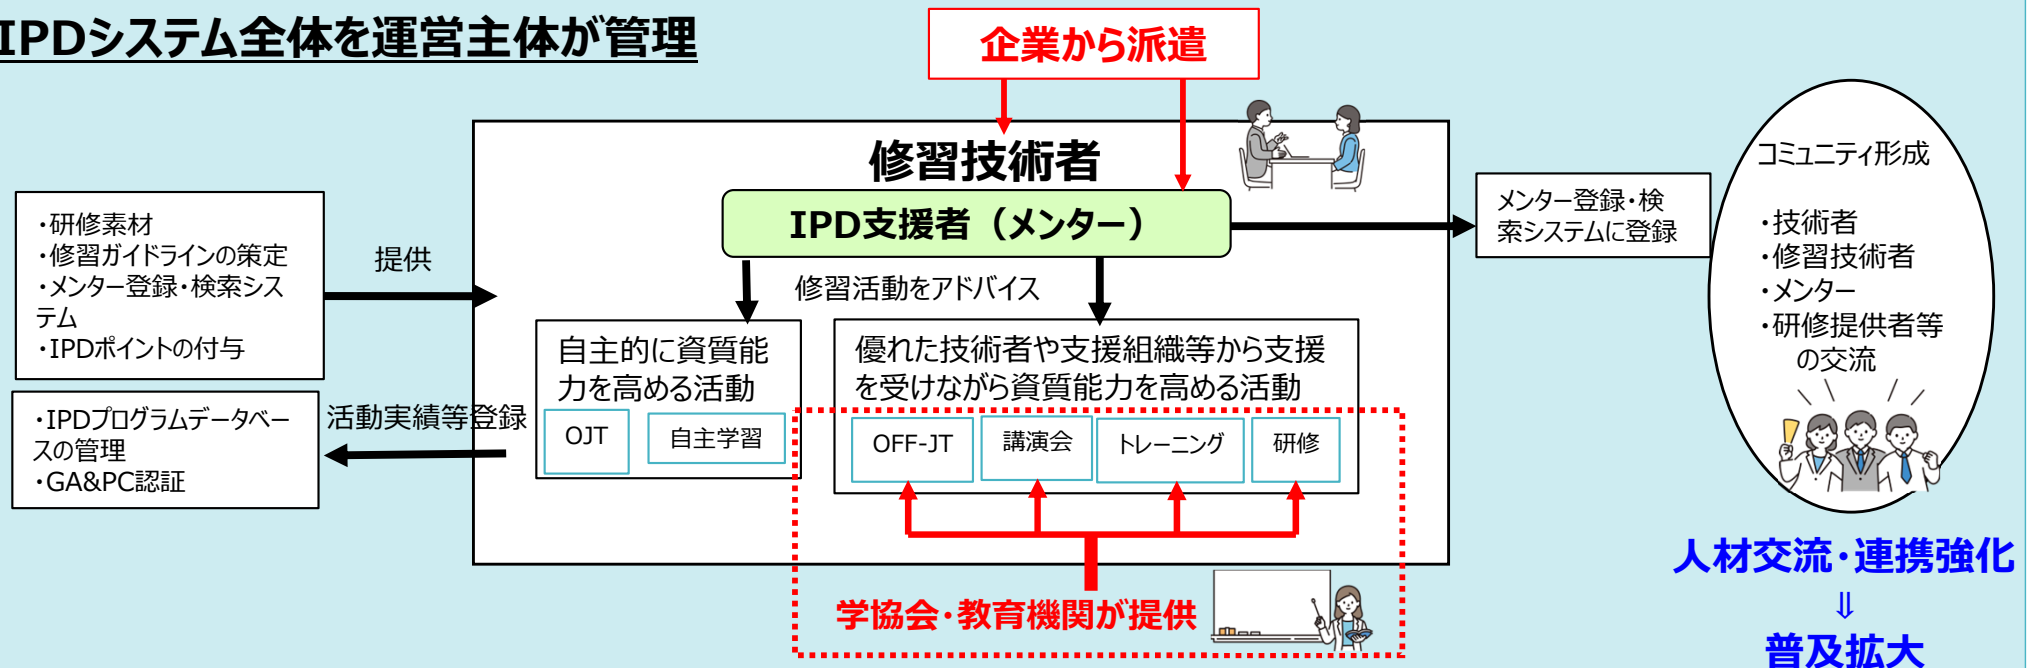 IPDシステム全体を運営主体が管理
企業から派遣
修習技術者
IPD支援者（メンター）
修習活動をアドバイス
・研修素材
・修習ガイドラインの策定
・メンター登録・検索シス
テム
・IPDポイントの付与
提供
・IPDプログラムデータベー
スの管理
・GA&PC認証
活動実績等登録
自主的に資質能
力を高める活動
OJT
自主学習
優れた技術者や支援組織等から支援
を受けながら資質能力を高める活動
OFF-JT
講演会
トレーニング
研修
学協会・教育機関が提供
メンター登録・検
索システムに登録
コミュニティ形成
・技術者
・修習技術者
・メンター
・研修提供者等
の交流
人材交流・連携強化
⇓
普及拡大